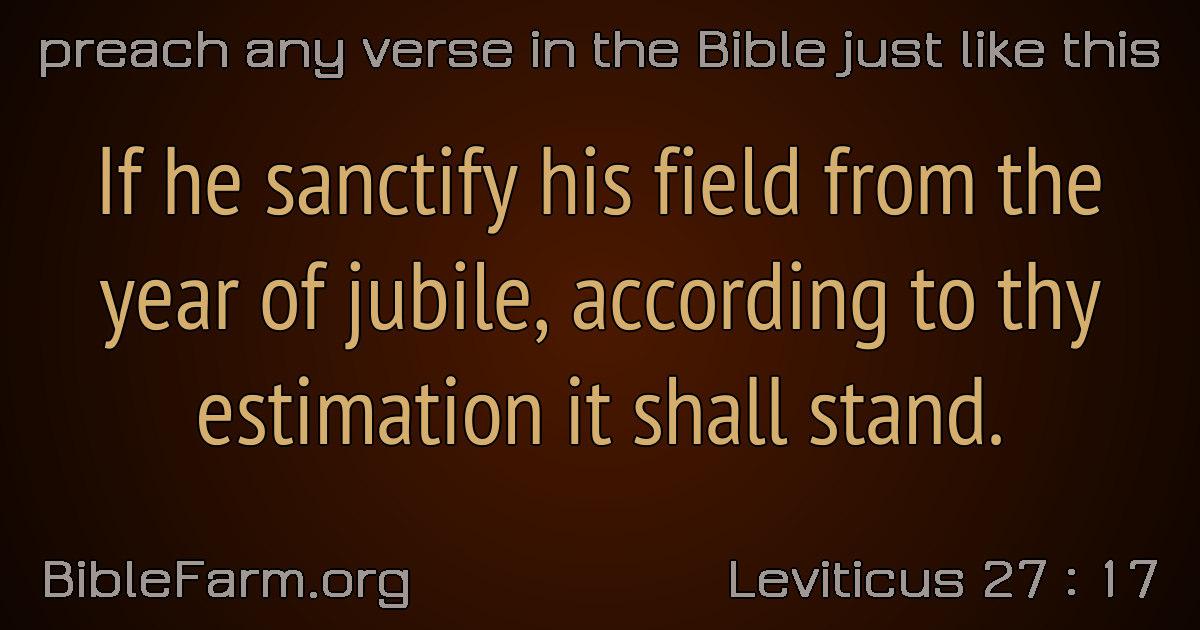 preach any verse in the Bible just like this
If he sanctify his field from the
year of jubile, according to thy
estimation it shall stand.
BibleFarm.org
Leviticus 27 : 17